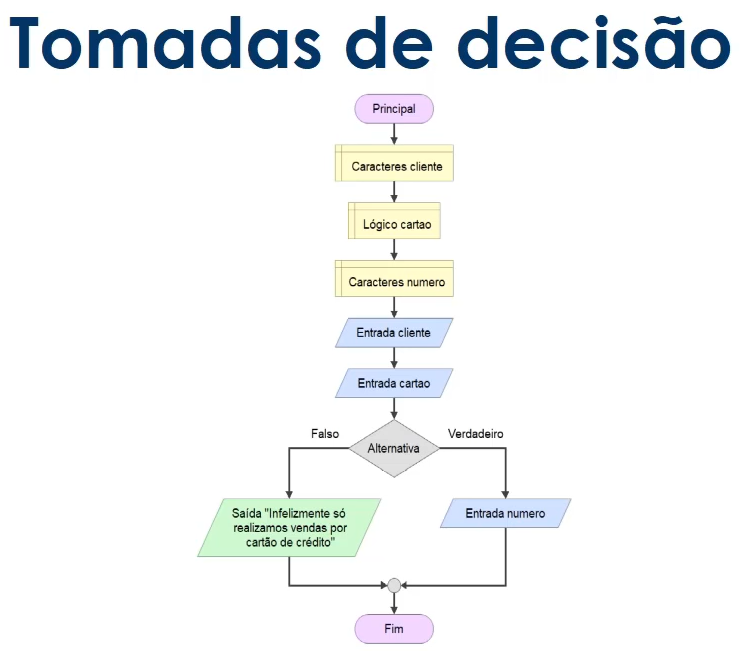 Tomadas de decisão
Principal
Caracteres cliente
Lógico cartao
Caracteres numero
Entrada cliente
Entrada cartao
Falso
Alternativa
Verdadeiro
Saída "Infelizmente só
realizamos vendas por
cartão de crédito"
Entrada numero
Fim